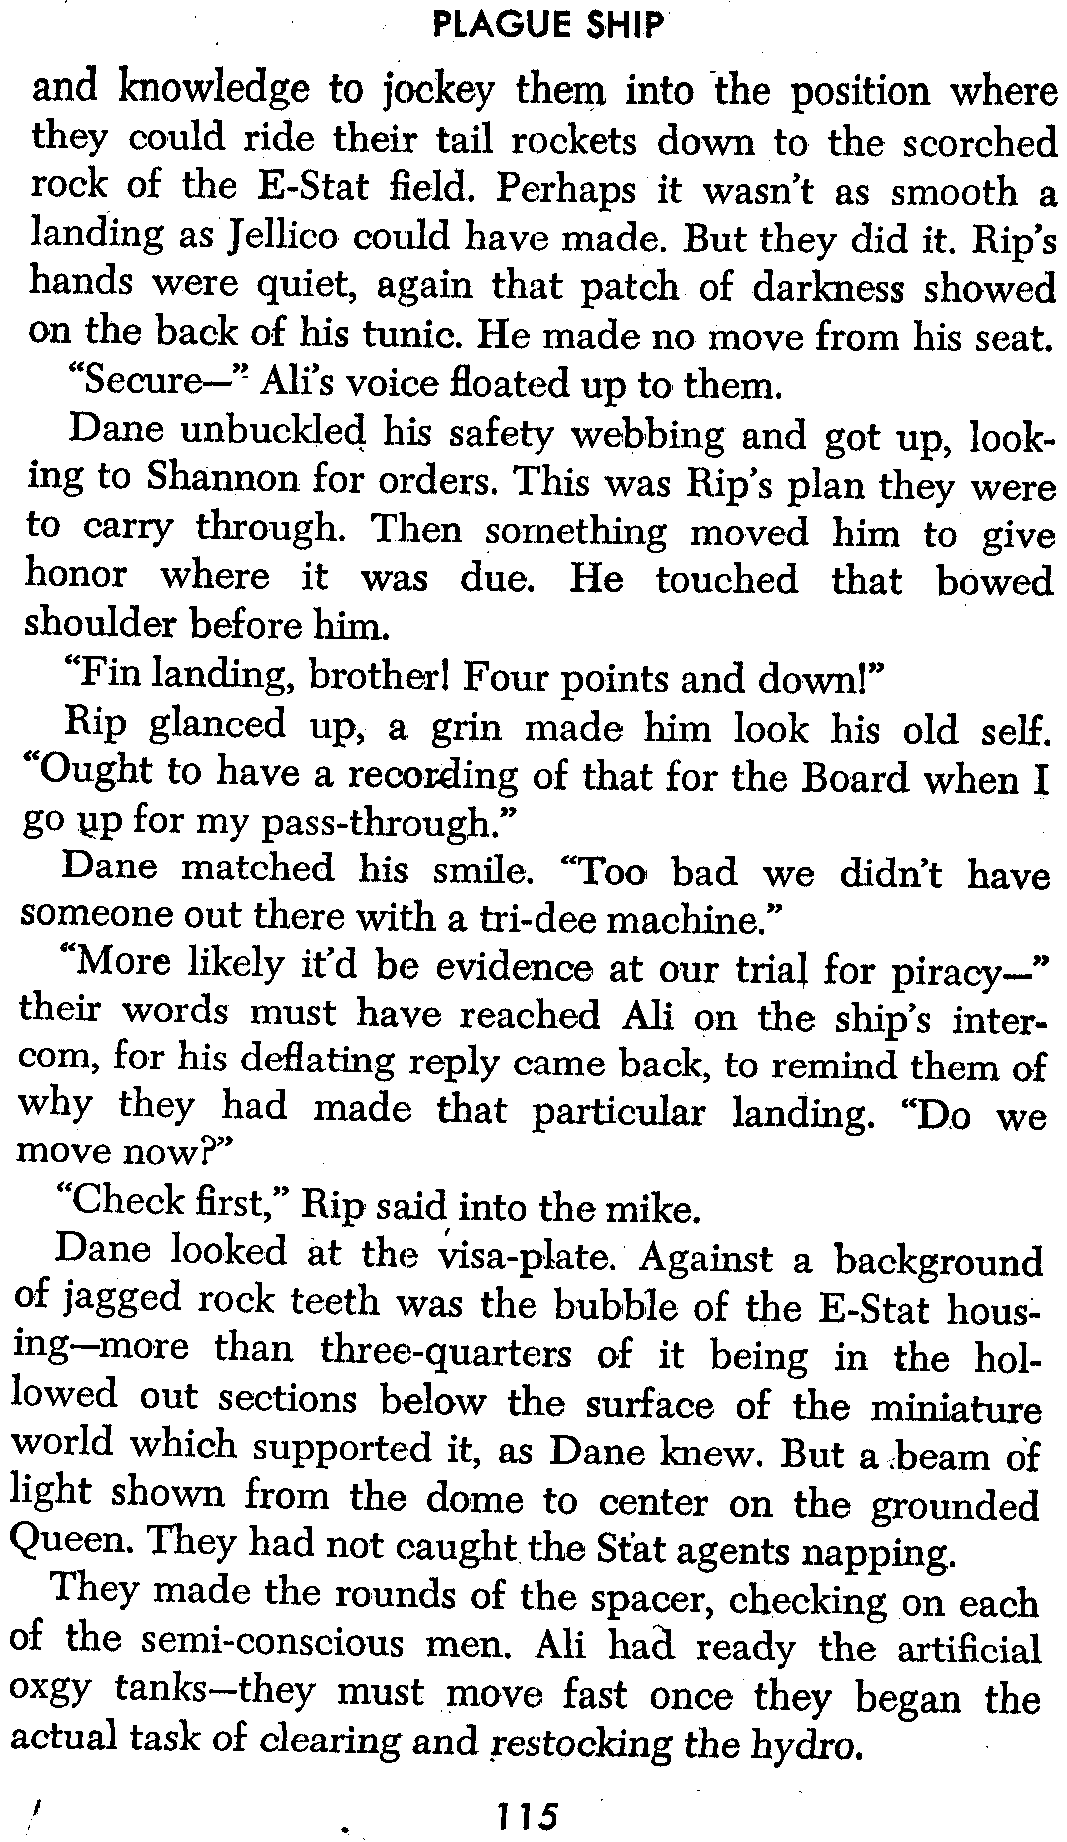 PLAGUE SHIP
and knowledge to jockey them into the position where
they could ride their tail rockets down to the scorched
rock of the E-Stat field. Perhaps it wasn't as smooth a
landing as Jellico could have made. But they did it. Rip's
hands were quiet, again that patch of darkness showed
on the back of his tunic. He made no move from his seat.
"Secure—" Ali's voice floated up to them.
Dane unbuckled his safety webbing and got up, look-
ing to Shannon for orders. This was Rip's plan they were
to carry through. Then something moved him to give
honor where it was due. He touched that bowed
shoulder before him.
"Fin landing, brother! Four points and down!"
Rip glanced up, a grin made him look his old self.
"Ought to have a recording of that for the Board when I
go up for my pass-through."
Dane matched his smile. "Too bad we didn't have
someone out there with a tri-dee machine."
"More likely it'd be evidence at our trial for piracy—"
their words must have reached Ali on the ship's inter-
com, for his deflating reply came back, to remind them of
why they had made that particular landing. "Do we
move now?"
"Check first," Rip said into the mike.
Dane looked at the visa-plate. Against a background
of jagged rock teeth was the bubble of the E-Stat hous-
ing—more than three-quarters of it being in the hol-
lowed out sections below the surface of the miniature
world which supported it, as Dane knew. But a beam of
light shown from the dome to center on the grounded
Queen. They had not caught the Stat agents napping.
They made the rounds of the spacer, checking on each
of the semi-conscious men. Ali had ready the artificial
oxgy tanks—they must move fast once they began the
actual task of clearing and restocking the hydro.
115